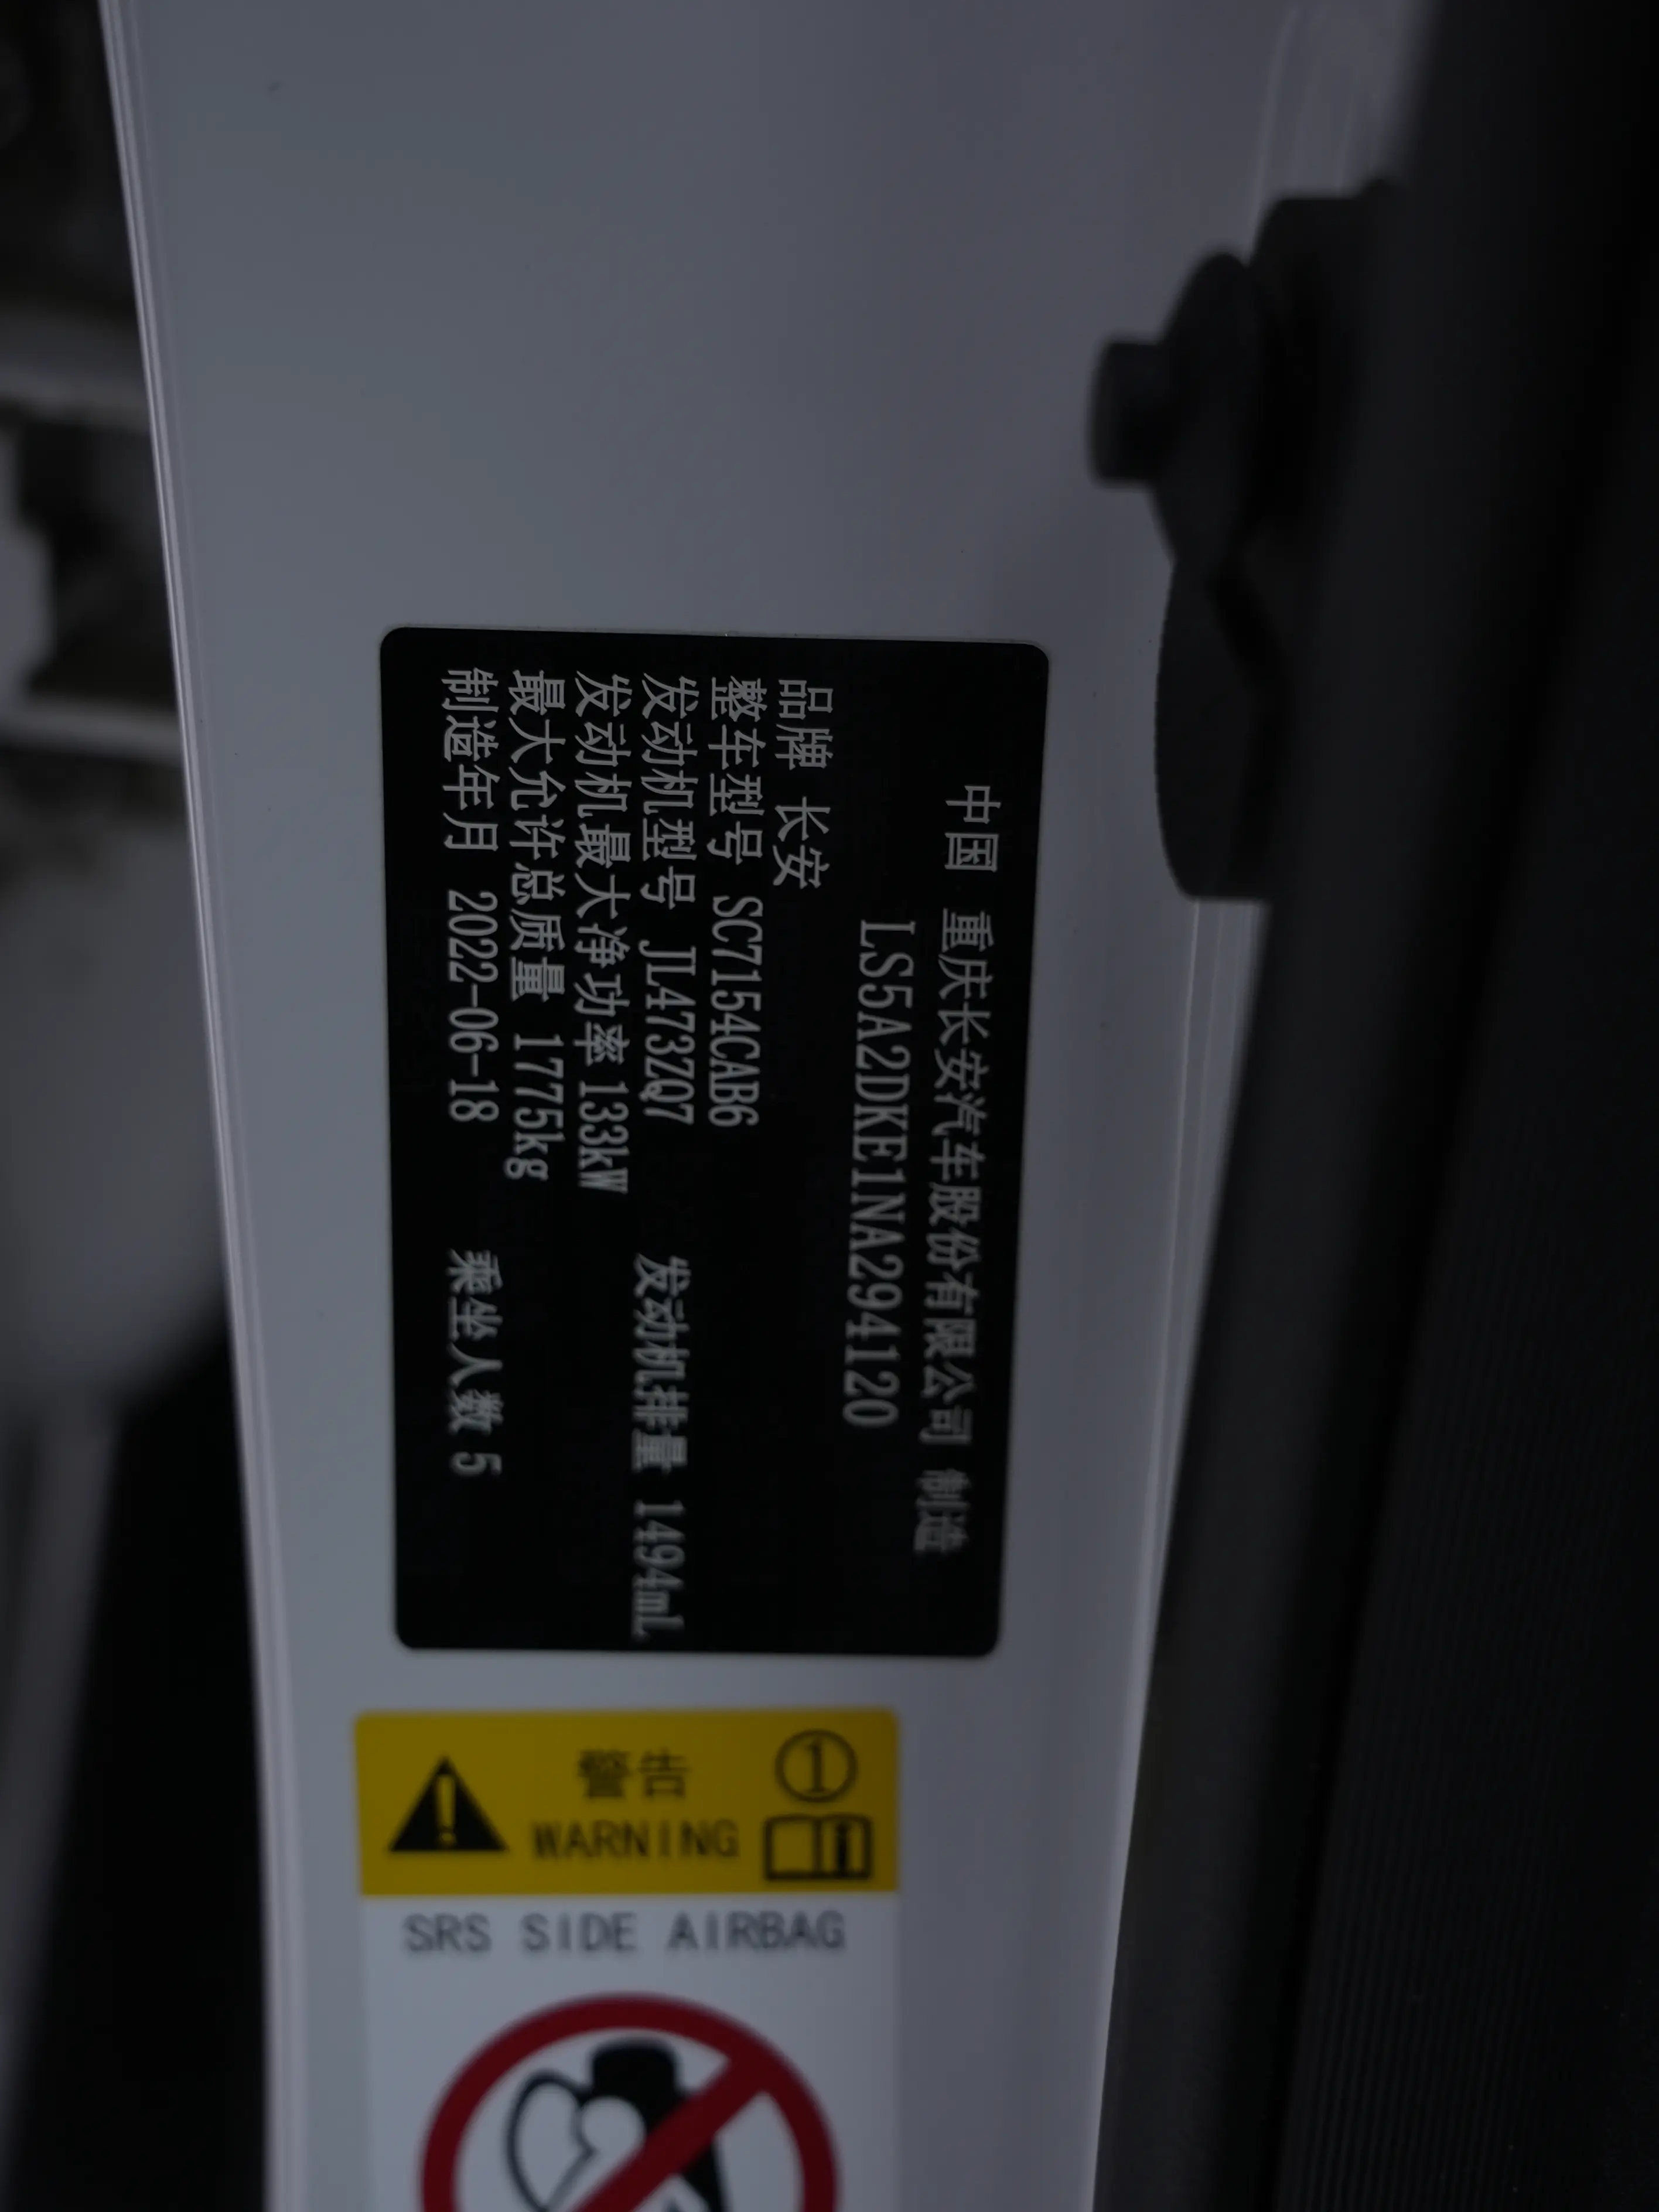 中国 重庆长安汽车股份有限公司 制造
LS5A2DKE1NA294120
品牌 长安
整车型号 SC7154CAB6
发动机型号 JL473ZQ7 发动机排量 1494mL
发动机最大净功率 133kW
最大允许总质量 1775kg
制造年月 2022-06-18 乘坐人数 5
警告 ①
WARNING
SRS SIDE AIRBAG